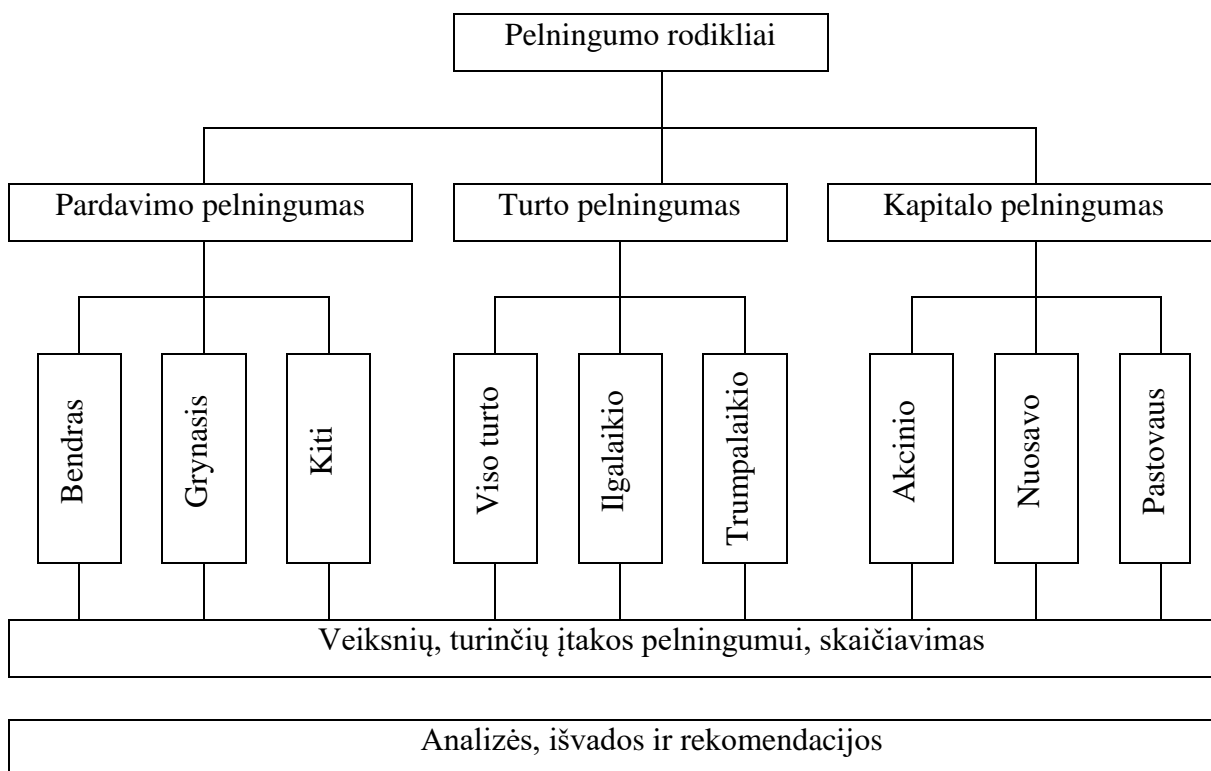 Pelningumo rodikliai
Pardavimo pelningumas
Turto pelningumas
Kapitalo pelningumas
Bendras
Grynasis
Kiti
Viso turto
Ilgalaikio
Trumpalaikio
Akcinio
Nuosavo
Pastovaus
Veiksnių, turinčių įtakos pelningumui, skaičiavimas
Analizės, išvados ir rekomendacijos